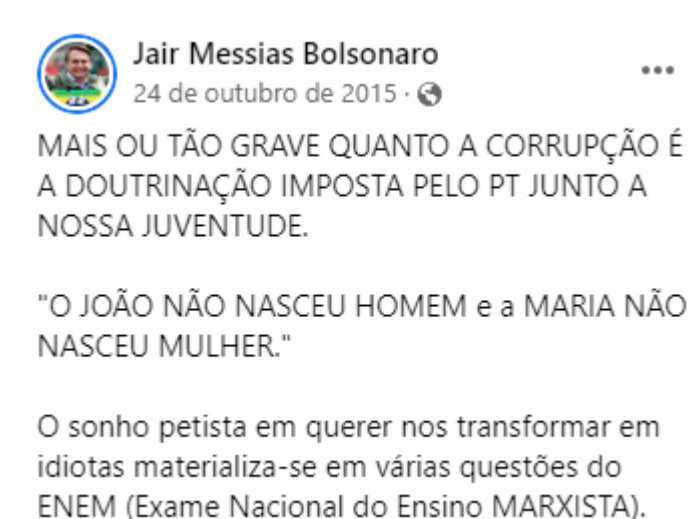 Jair Messias Bolsonaro
24 de outubro de 2015 ·
MAIS OU TÃO GRAVE QUANTO A CORRUPÇÃO É
A DOUTRINAÇÃO IMPOSTA PELO PT JUNTO A
NOSSA JUVENTUDE.
"O JOÃO NÃO NASCEU HOMEM e a MARIA NÃO
NASCEU MULHER."
O sonho petista em querer nos transformar em
idiotas materializa-se em várias questões do
ENEM (Exame Nacional do Ensino MARXISTA).